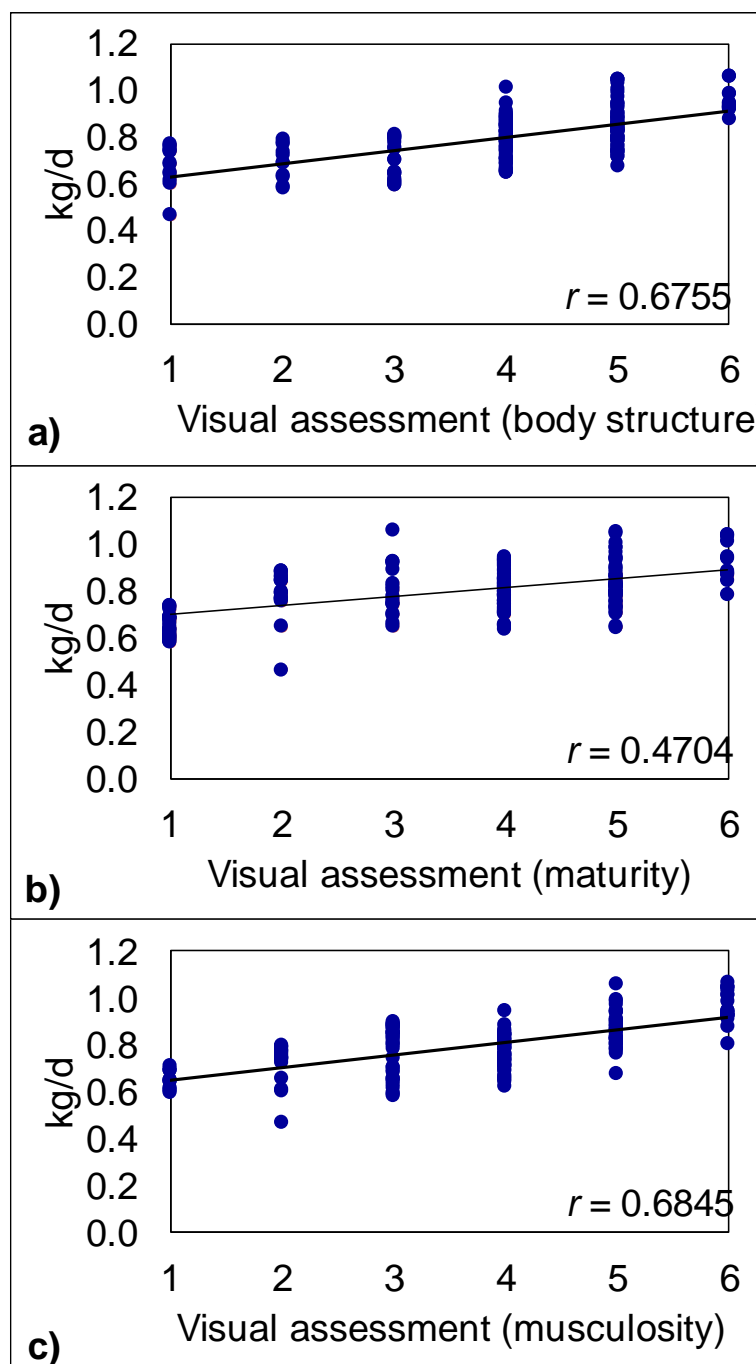 1.2
1.0
0.8
0.6
0.4
0.2
0.0
kg/d
r = 0.6755
1 2 3 4 5 6
a) Visual assessment (body structure
1.2
1.0
0.8
0.6
0.4
0.2
0.0
kg/d
r = 0.4704
1 2 3 4 5 6
b) Visual assessment (maturity)
1.2
1.0
0.8
0.6
0.4
0.2
0.0
kg/d
r = 0.6845
1 2 3 4 5 6
c) Visual assessment (musculosity)